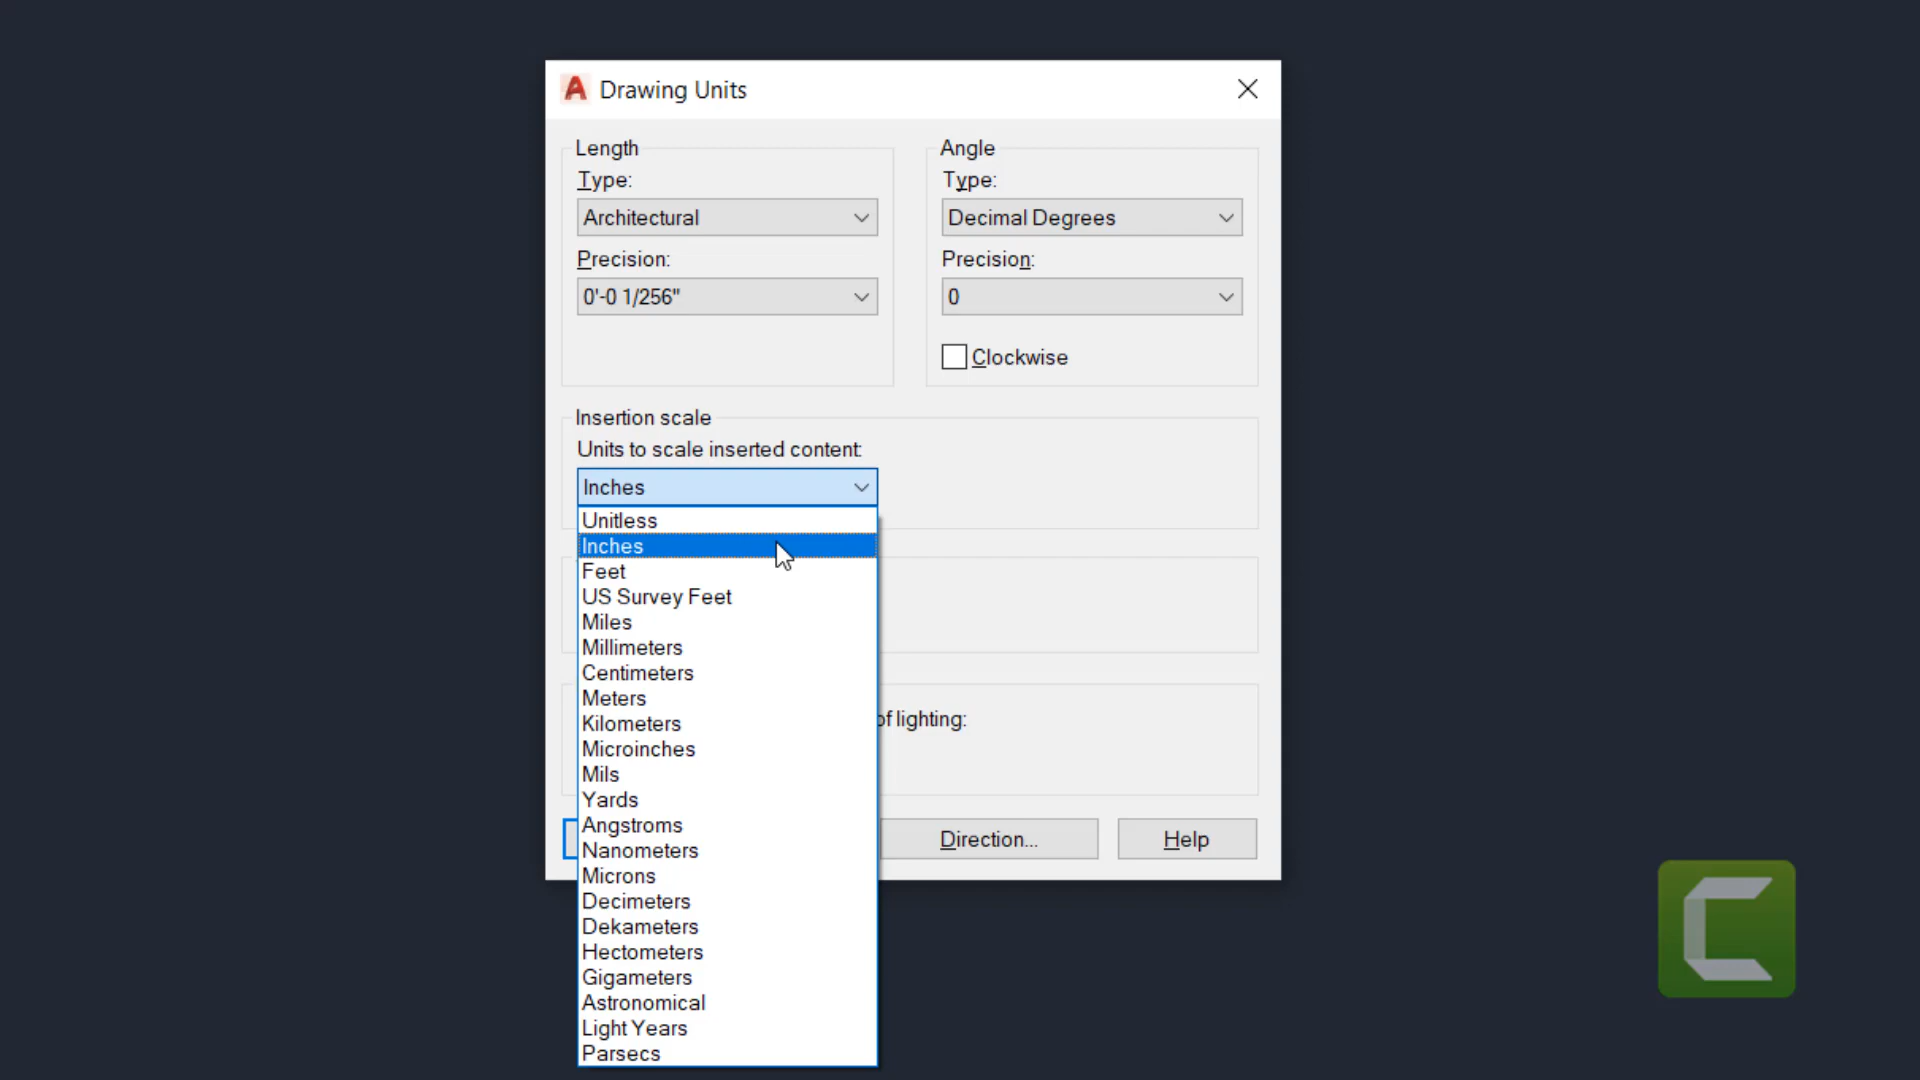 Drawing Units
Length
Type:
Architectural
Precision:
0'-0 1/256"
Angle
Type:
Decimal Degrees
Precision:
0
Clockwise
Insertion scale
Units to scale inserted content:
Inches
Unitless
Inches
Feet
US Survey Feet
Miles
Millimeters
Centimeters
Meters
Kilometers
Microinches
Mils
Yards
Angstroms
Nanometers
Microns
Decimeters
Dekameters
Hectometers
Gigameters
Astronomical
Light Years
Parsecs
of lighting:
Direction...
Help